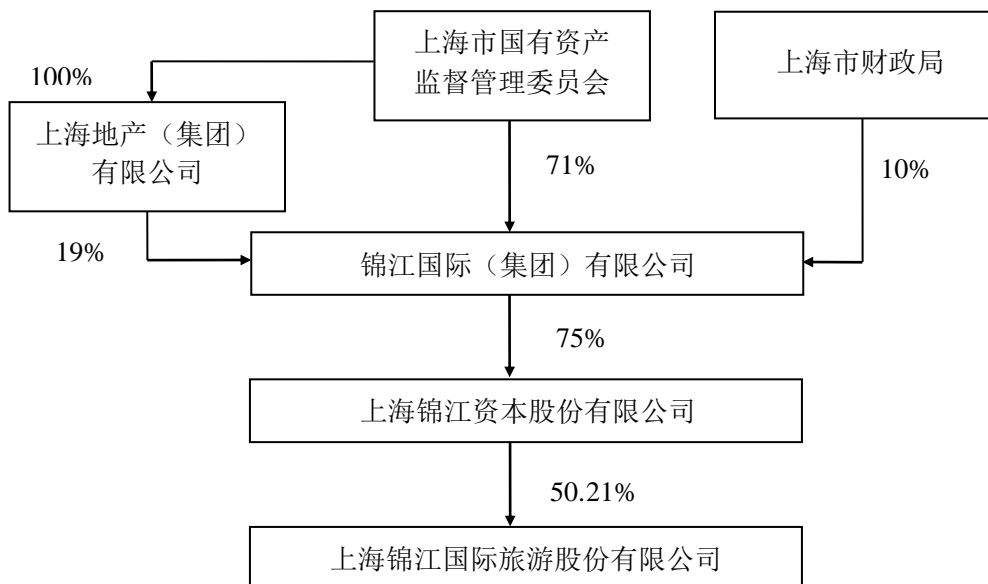 上海市国有资产
监督管理委员会
上海市财政局
100%
上海地产（集团）
有限公司
71%
10%
19%
锦江国际（集团）有限公司
75%
上海锦江资本股份有限公司
50.21%
上海锦江国际旅游股份有限公司